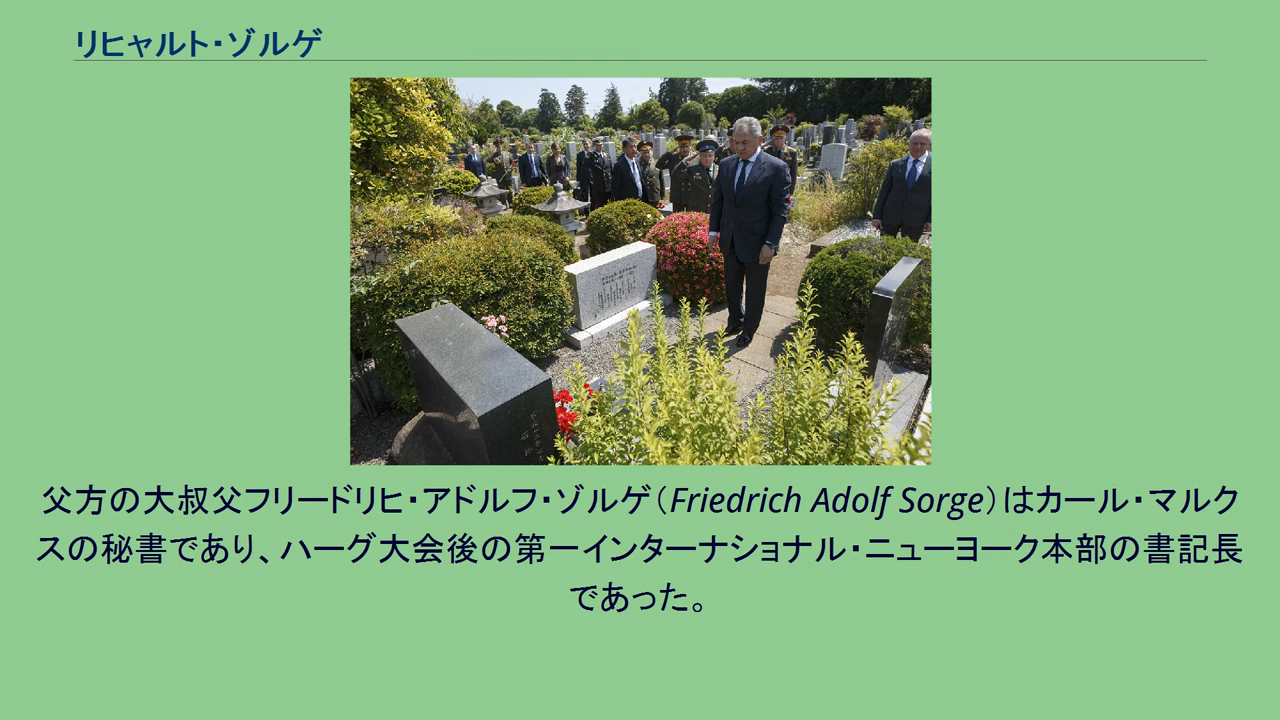 リヒャルト・ゾルゲ
父方の大叔父フリードリヒ・アドルフ・ゾルゲ（Friedrich Adolf Sorge）はカール・マルク
スの秘書であり、ハーグ大会後の第一インターナショナル・ニューヨーク本部の書記長
であった。